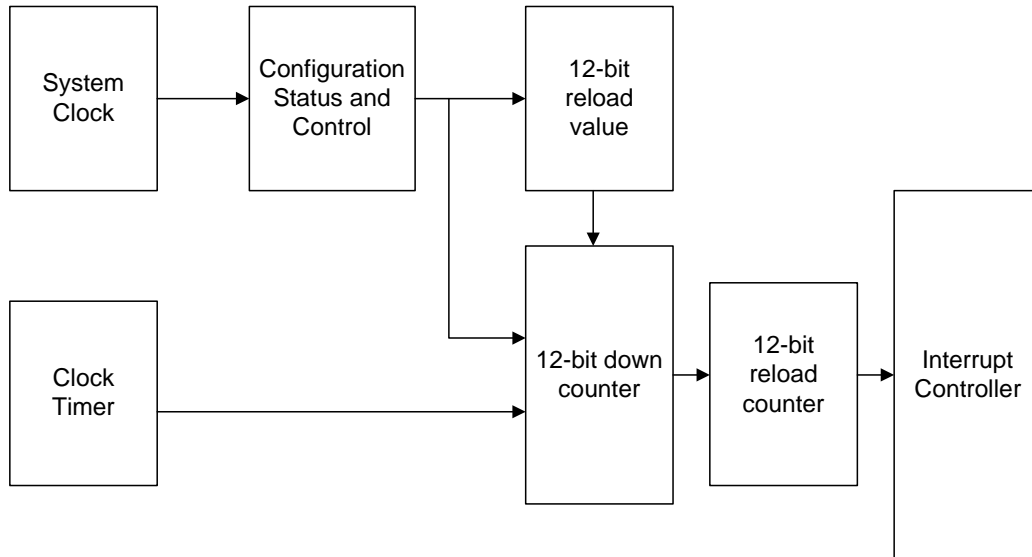 System
Clock
Configuration
Status and
Control
12-bit
reload
value
Clock
Timer
12-bit down
counter
12-bit
reload
counter
Interrupt
Controller